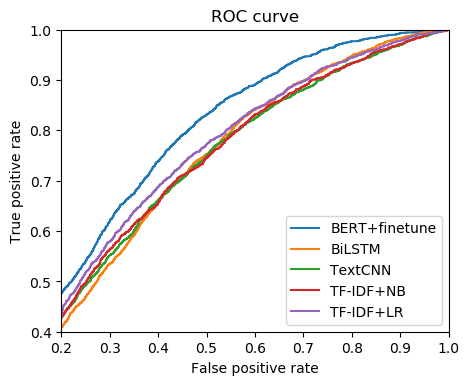 ROC curve
True positive rate
1.0
0.9
0.8
0.7
0.6
0.5
0.4
BERT+finetune
BiLSTM
TextCNN
TF-IDF+NB
TF-IDF+LR
0.2 0.3 0.4 0.5 0.6 0.7 0.8 0.9 1.0
False positive rate